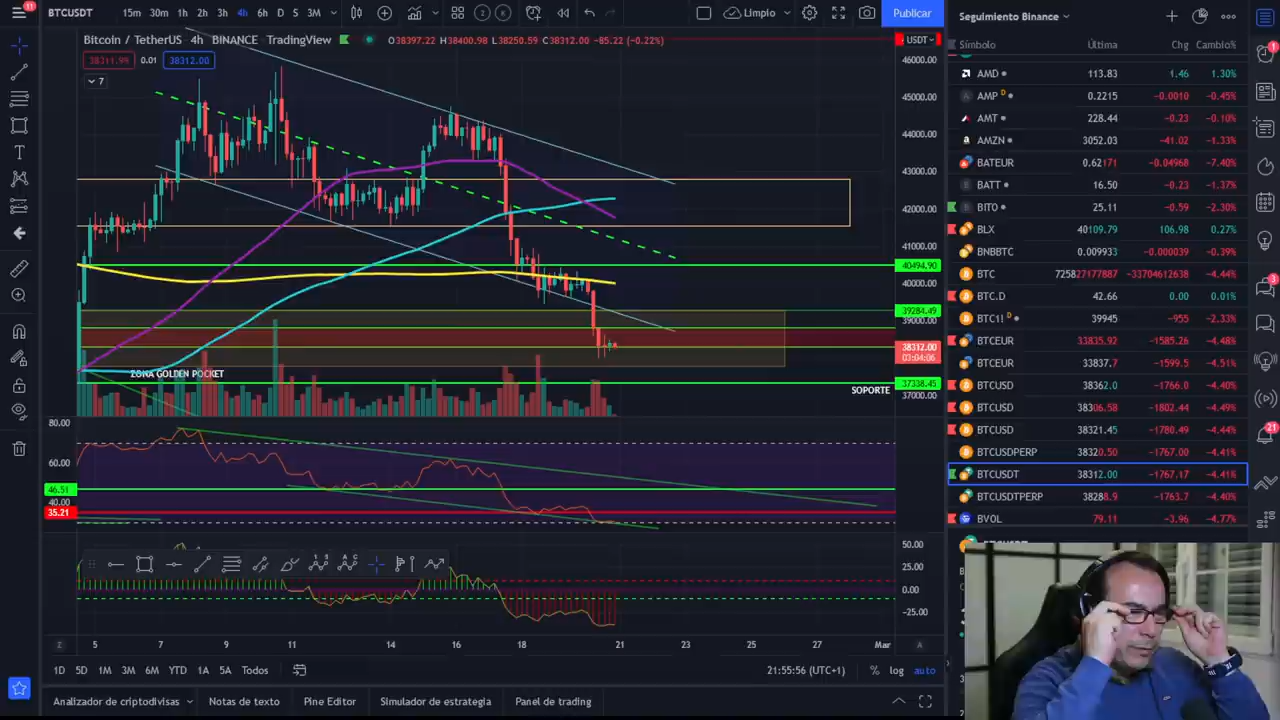 11
BTCUSDT
15m 30m 1h 2h 3h 4h 6h D S 3M
Limpio
Publicar
Bitcoin / TetherUS · 4h · BINANCE · TradingView
O38397.22 H38400.98 L38250.59 C38312.00 −85.22 (−0.22%)
38311.99 0.01 38312.00
7
USDT
46000.00
45000.00
44000.00
43000.00
42000.00
41000.00
40494.90
40000.00
39284.49
39000.00
38312.00
03:04:06
37338.45
37000.00
ZONA GOLDEN POCKET
SOPORTE
80.00
60.00
46.51
40.00
35.21
50.00
25.00
0.00
−25.00
5 7 9 11 14 16 18 21 23 25 27 Mar
Z
A
1D 5D 1M 3M 6M YTD 1A 5A Todos
21:55:56 (UTC+1)
% log auto
Analizador de criptodivisas
Notas de texto
Pine Editor
Simulador de estrategia
Panel de trading
Seguimiento Binance
Símbolo Última Chg Cambio%
AMD 113.83 1.46 1.30%
AMP D 0.2215 −0.0010 −0.45%
AMT 228.44 −0.23 −0.10%
AMZN 3052.03 −41.02 −1.33%
BATEUR 0.62171 −0.04968 −7.40%
BATT 16.50 −0.23 −1.37%
BITO 25.11 −0.59 −2.30%
BLX 40109.79 106.98 0.27%
BNBBTC 0.009933 −0.000039 −0.39%
BTC 725827177887 −33704612638 −4.44%
BTC.D 42.66 0.00 0.01%
BTC1! D 39945 −955 −2.33%
BTCEUR 33835.92 −1585.26 −4.48%
BTCEUR 33837.7 −1599.5 −4.51%
BTCUSD 38362.0 −1766.0 −4.40%
BTCUSD 38306.58 −1802.44 −4.49%
BTCUSD 38321.45 −1780.49 −4.44%
BTCUSDPERP 38320.50 −1767.00 −4.41%
BTCUSDT 38312.00 −1767.17 −4.41%
BTCUSDTPERP 38288.9 −1763.7 −4.40%
BVOL 79.11 −3.96 −4.77%
1
3
21